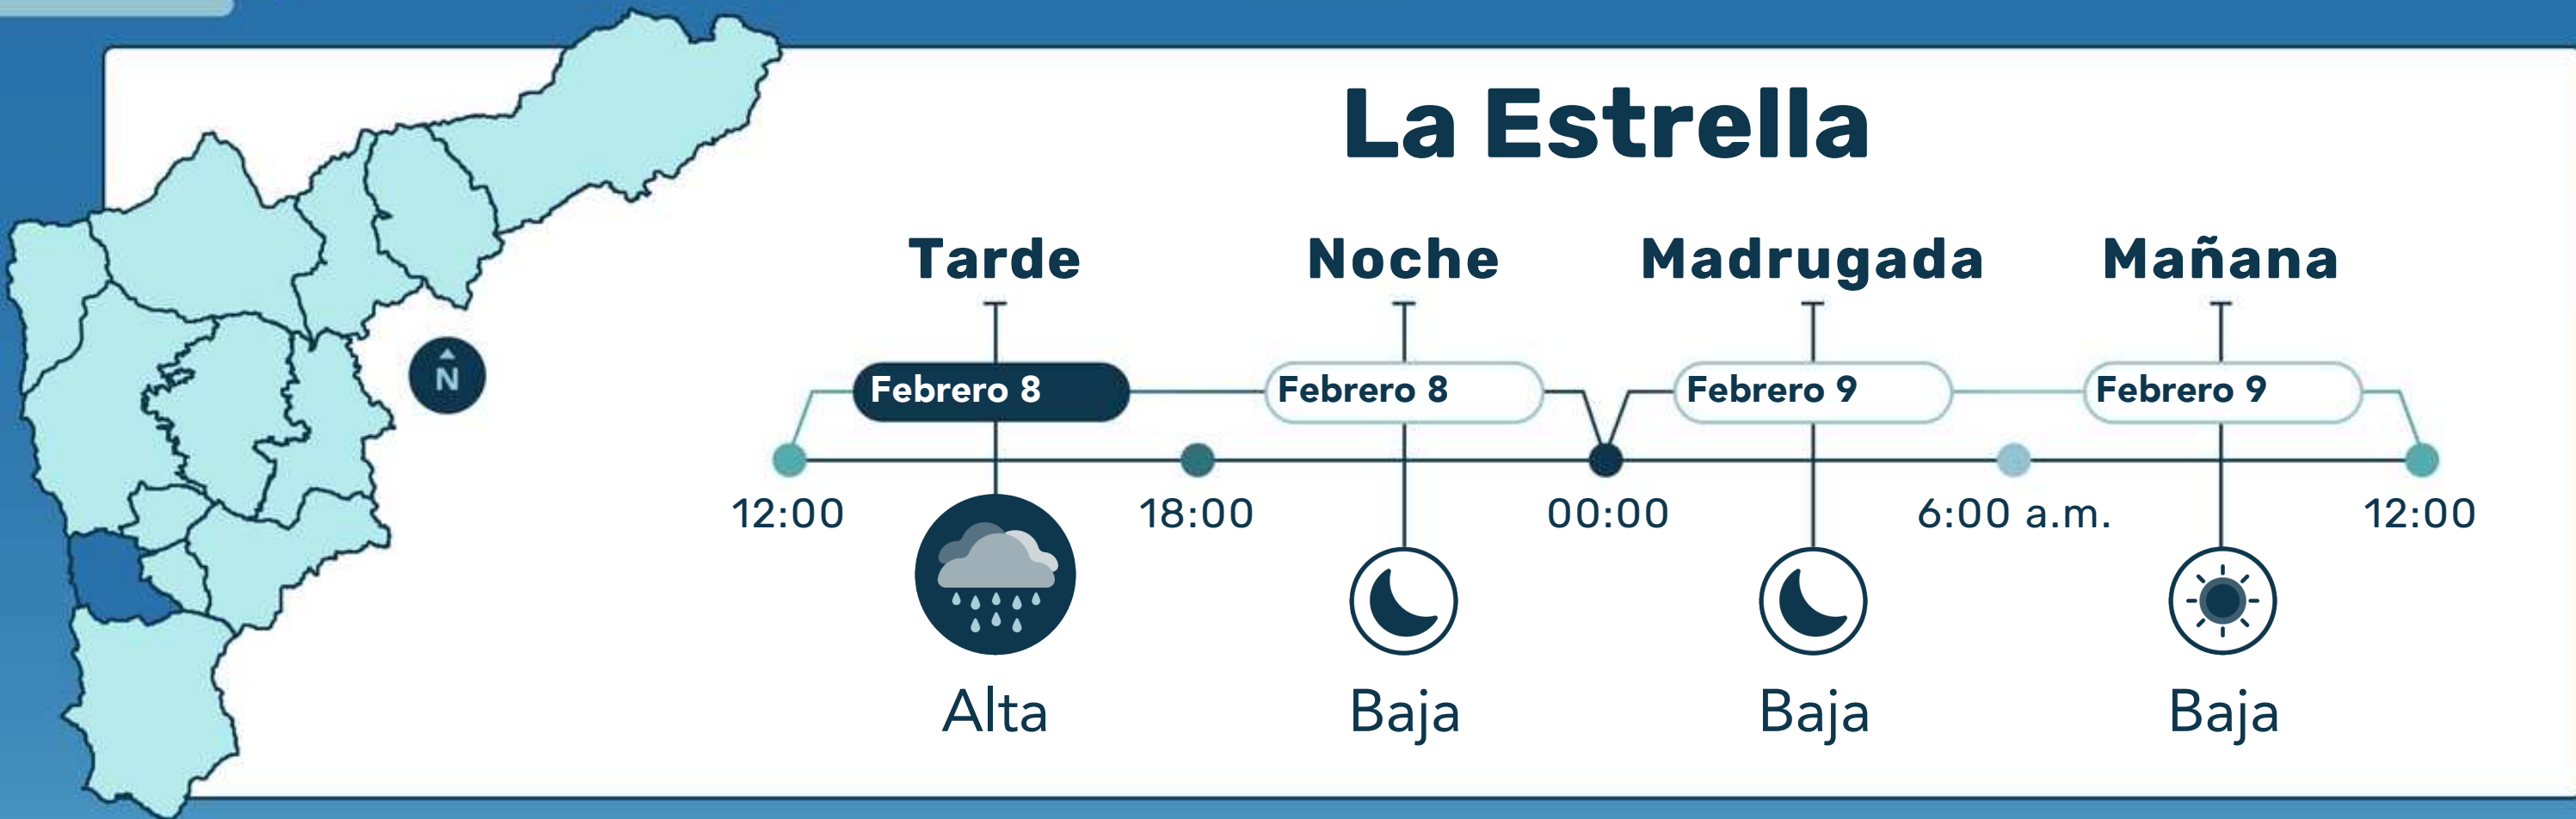 La Estrella
Tarde Noche Madrugada Mañana
Febrero 8 Febrero 8 Febrero 9 Febrero 9
N
12:00 18:00 00:00 6:00 a.m. 12:00
Alta Baja Baja Baja